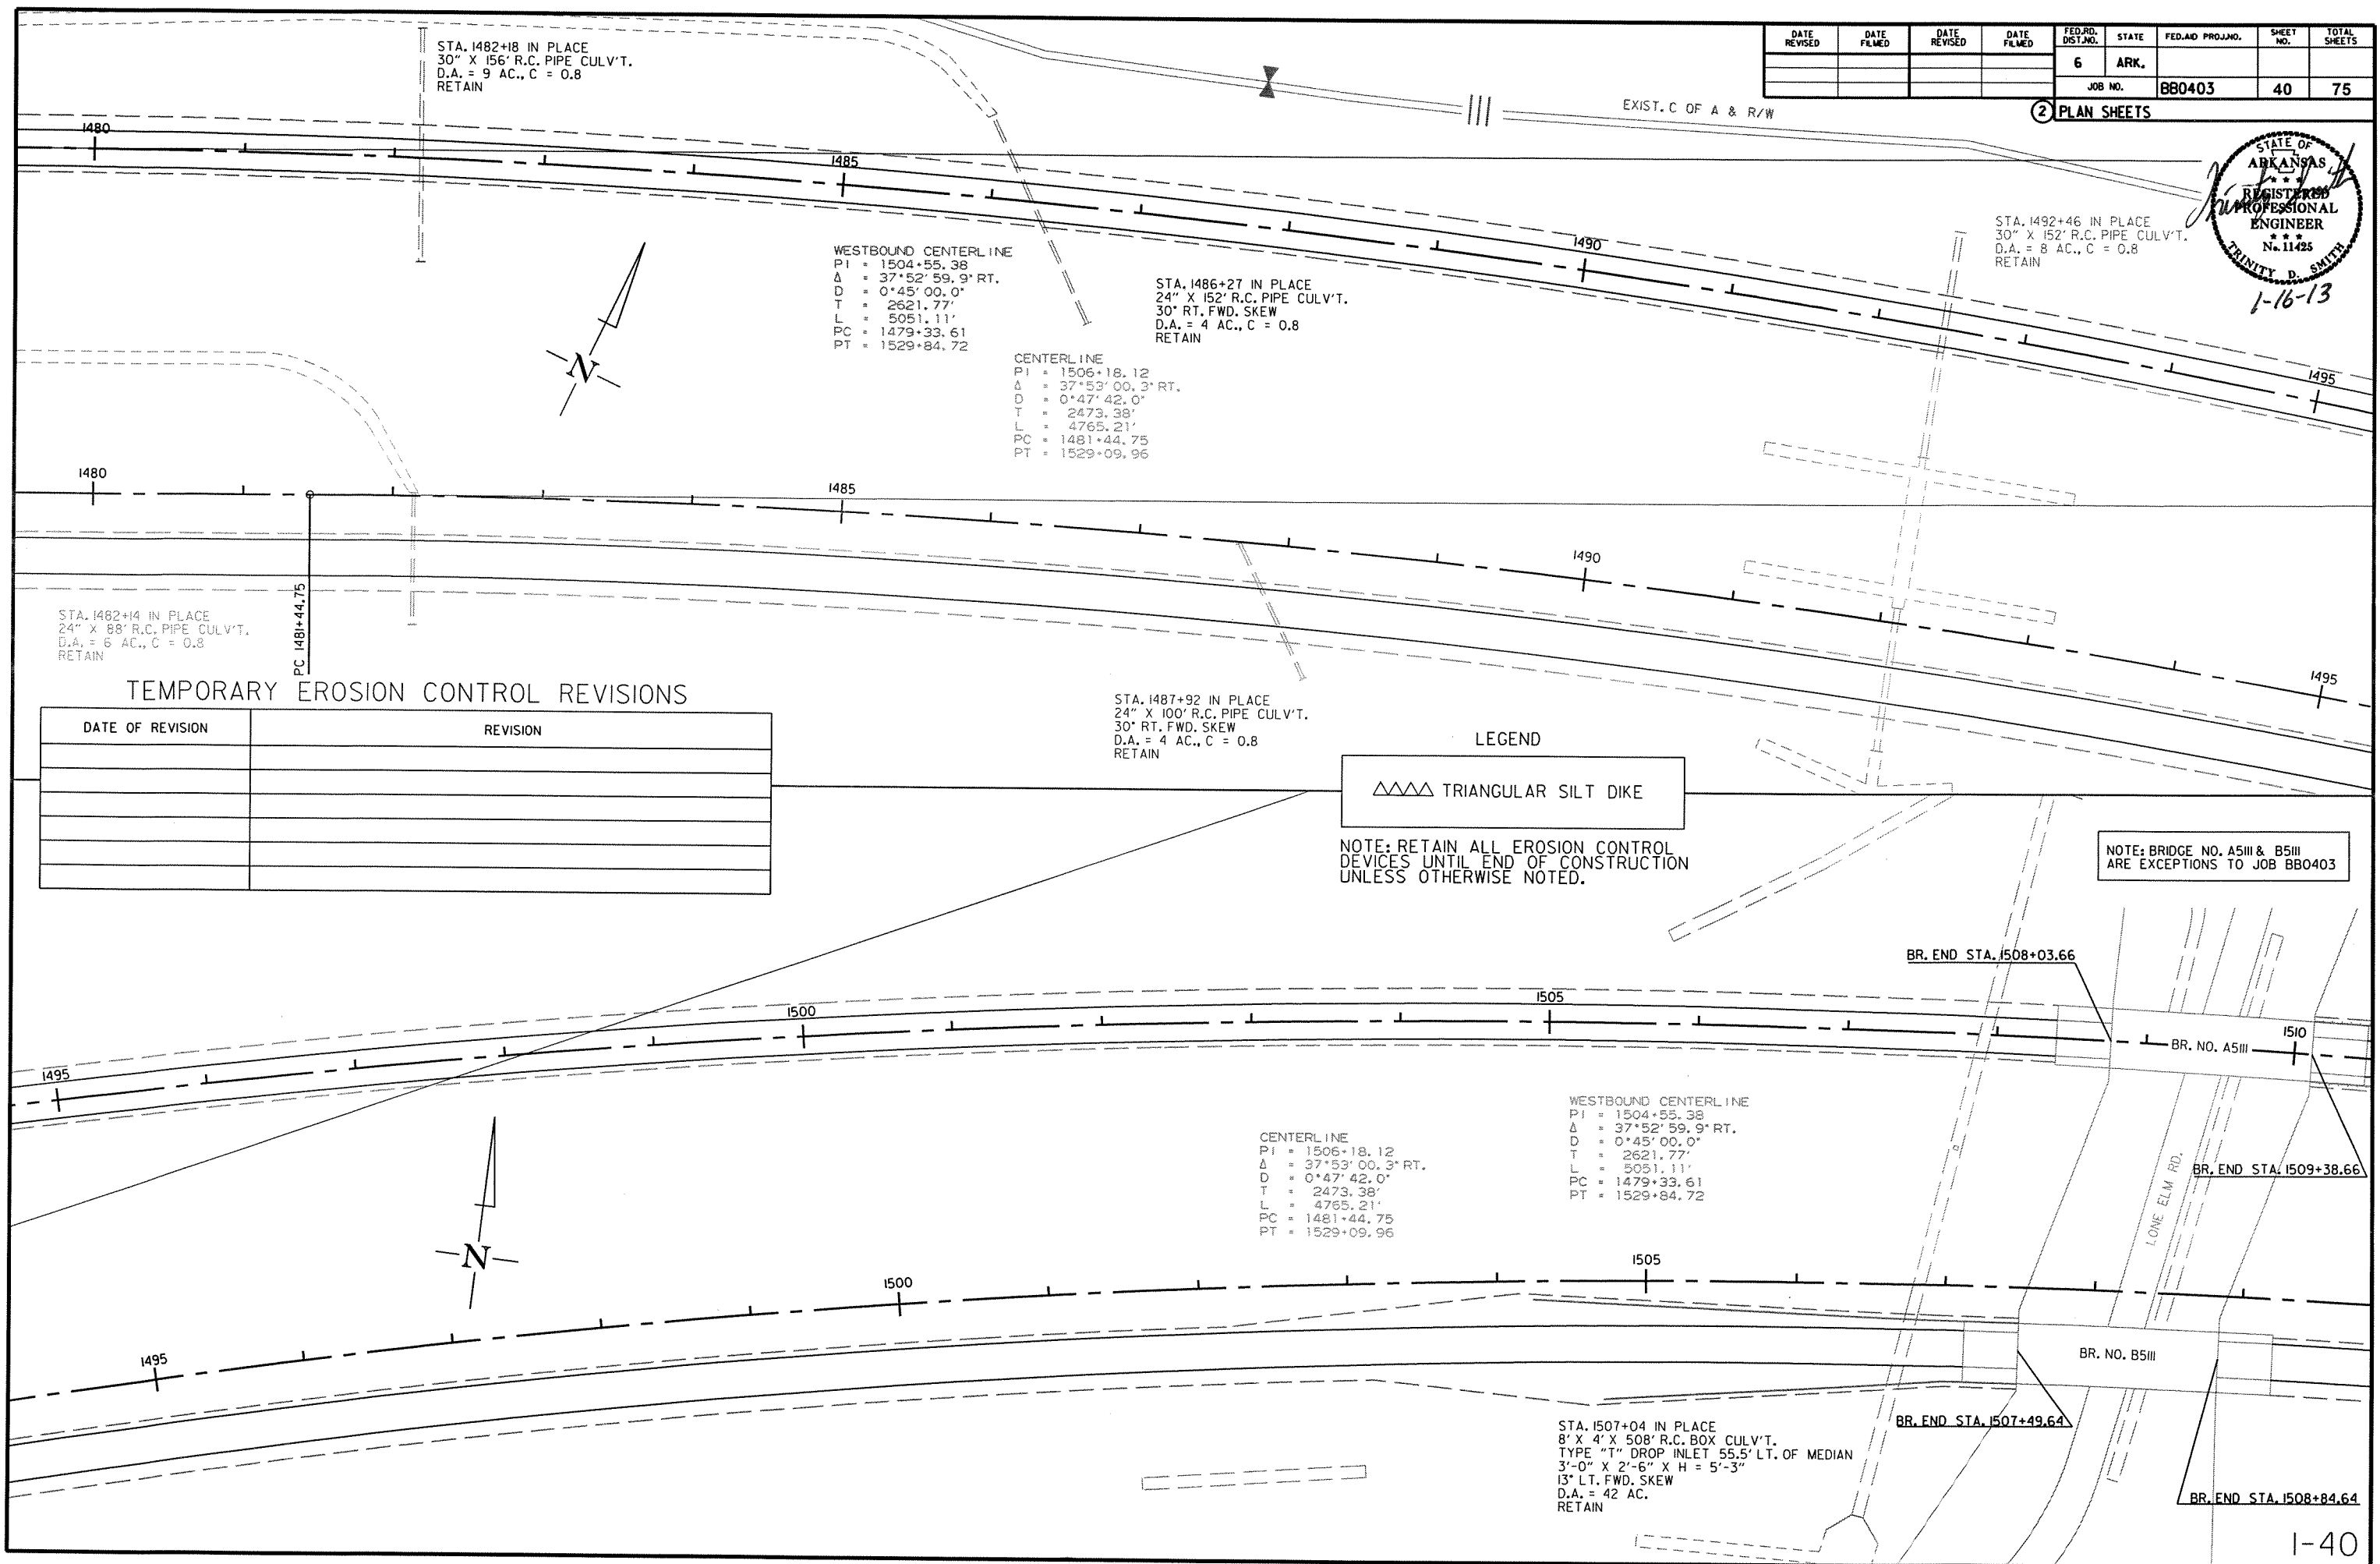 DATE REVISED
DATE FILMED
DATE REVISED
DATE FILMED
FED.RD. DIST.NO.
STATE
FED.AID PROJ.NO.
SHEET NO.
TOTAL SHEETS
6
ARK.
JOB NO.
BB0403
40
75
2 PLAN SHEETS
STATE OF
ARKANSAS
★ ★ ★
REGISTERED
PROFESSIONAL
ENGINEER
★ ★ ★
No. 11425
TRINITY D. SMITH
Trinity Smith
1-16-13
STA. 1482+18 IN PLACE
30" X 156' R.C. PIPE CULV'T.
D.A. = 9 AC., C = 0.8
RETAIN
EXIST. C OF A & R/W
1480
1485
1490
1495
STA. 1492+46 IN PLACE
30" X 152' R.C. PIPE CULV'T.
D.A. = 8 AC., C = 0.8
RETAIN
WESTBOUND CENTERLINE
PI = 1504+55.38
Δ = 37°52'59.9" RT.
D = 0°45'00.0"
T = 2621.77'
L = 5051.11'
PC = 1479+33.61
PT = 1529+84.72
STA. 1486+27 IN PLACE
24" X 152' R.C. PIPE CULV'T.
30° RT. FWD. SKEW
D.A. = 4 AC., C = 0.8
RETAIN
N
CENTERLINE
PI = 1506+18.12
Δ = 37°53'00.3" RT.
D = 0°47'42.0"
T = 2473.38'
L = 4765.21'
PC = 1481+44.75
PT = 1529+09.96
1480
1485
1490
1495
PC 1481+44.75
STA. 1482+14 IN PLACE
24" X 88' R.C. PIPE CULV'T.
D.A. = 6 AC., C = 0.8
RETAIN
TEMPORARY EROSION CONTROL REVISIONS
DATE OF REVISION
REVISION
STA. 1487+92 IN PLACE
24" X 100' R.C. PIPE CULV'T.
30° RT. FWD. SKEW
D.A. = 4 AC., C = 0.8
RETAIN
LEGEND
TRIANGULAR SILT DIKE
NOTE: RETAIN ALL EROSION CONTROL
DEVICES UNTIL END OF CONSTRUCTION
UNLESS OTHERWISE NOTED.
NOTE: BRIDGE NO. A5111 & B5111
ARE EXCEPTIONS TO JOB BB0403
BR. END STA. 1508+03.66
1495
1500
1505
1510
BR. NO. A5111
WESTBOUND CENTERLINE
PI = 1504+55.38
Δ = 37°52'59.9" RT.
D = 0°45'00.0"
T = 2621.77'
L = 5051.11'
PC = 1479+33.61
PT = 1529+84.72
CENTERLINE
PI = 1506+18.12
Δ = 37°53'00.3" RT.
D = 0°47'42.0"
T = 2473.38'
L = 4765.21'
PC = 1481+44.75
PT = 1529+09.96
LONE ELM RD.
BR. END STA. 1509+38.66
N
1495
1500
1505
BR. NO. B5111
BR. END STA. 1507+49.64
STA. 1507+04 IN PLACE
8' X 4' X 508' R.C. BOX CULV'T.
TYPE "T" DROP INLET 55.5' LT. OF MEDIAN
3'-0" X 2'-6" X H = 5'-3"
13° LT. FWD. SKEW
D.A. = 42 AC.
RETAIN
BR. END STA. 1508+84.64
I-40